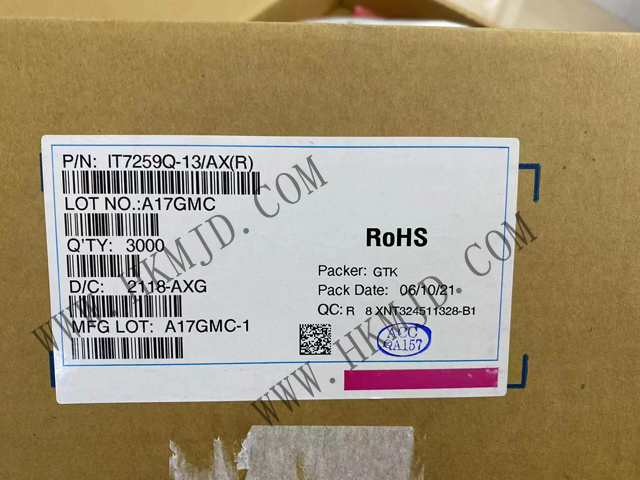 P/N: IT7259Q-13/AX(R)
LOT NO.:A17GMC
Q'TY: 3000
D/C: 2118-AXG
MFG LOT: A17GMC-1
RoHS
Packer: GTK
Pack Date: 06/10/21
QC: R 8 XNT324511328-B1
ACC
QA157
WWW.HKMJD.COM
WWW.HKMJD.COM